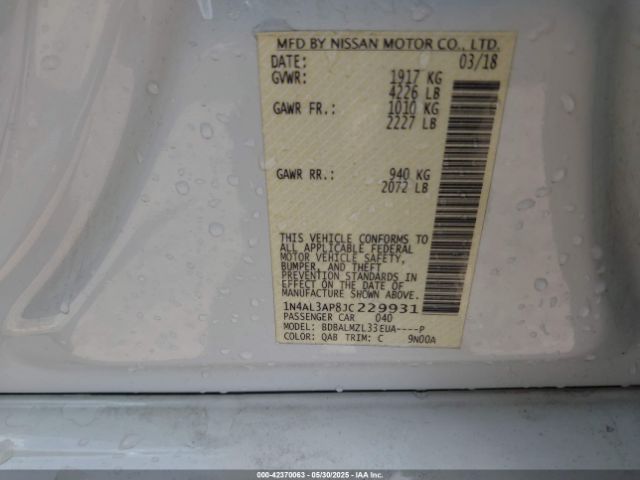 MFD BY NISSAN MOTOR CO., LTD.
DATE: 03/18
GVWR: 1917 KG
4226 LB
GAWR FR.: 1010 KG
2227 LB
GAWR RR.: 940 KG
2072 LB
THIS VEHICLE CONFORMS TO
ALL APPLICABLE FEDERAL
MOTOR VEHICLE SAFETY,
BUMPER, AND THEFT
PREVENTION STANDARDS IN
EFFECT ON THE DATE OF
MANUFACTURE SHOWN ABOVE.
1N4AL3AP8JC229931
PASSENGER CAR 040
MODEL: BDBALMZL33EUA----P
COLOR: QAB TRIM: C 9N00A
000-42370063 - 05/30/2025 - IAAI.COM